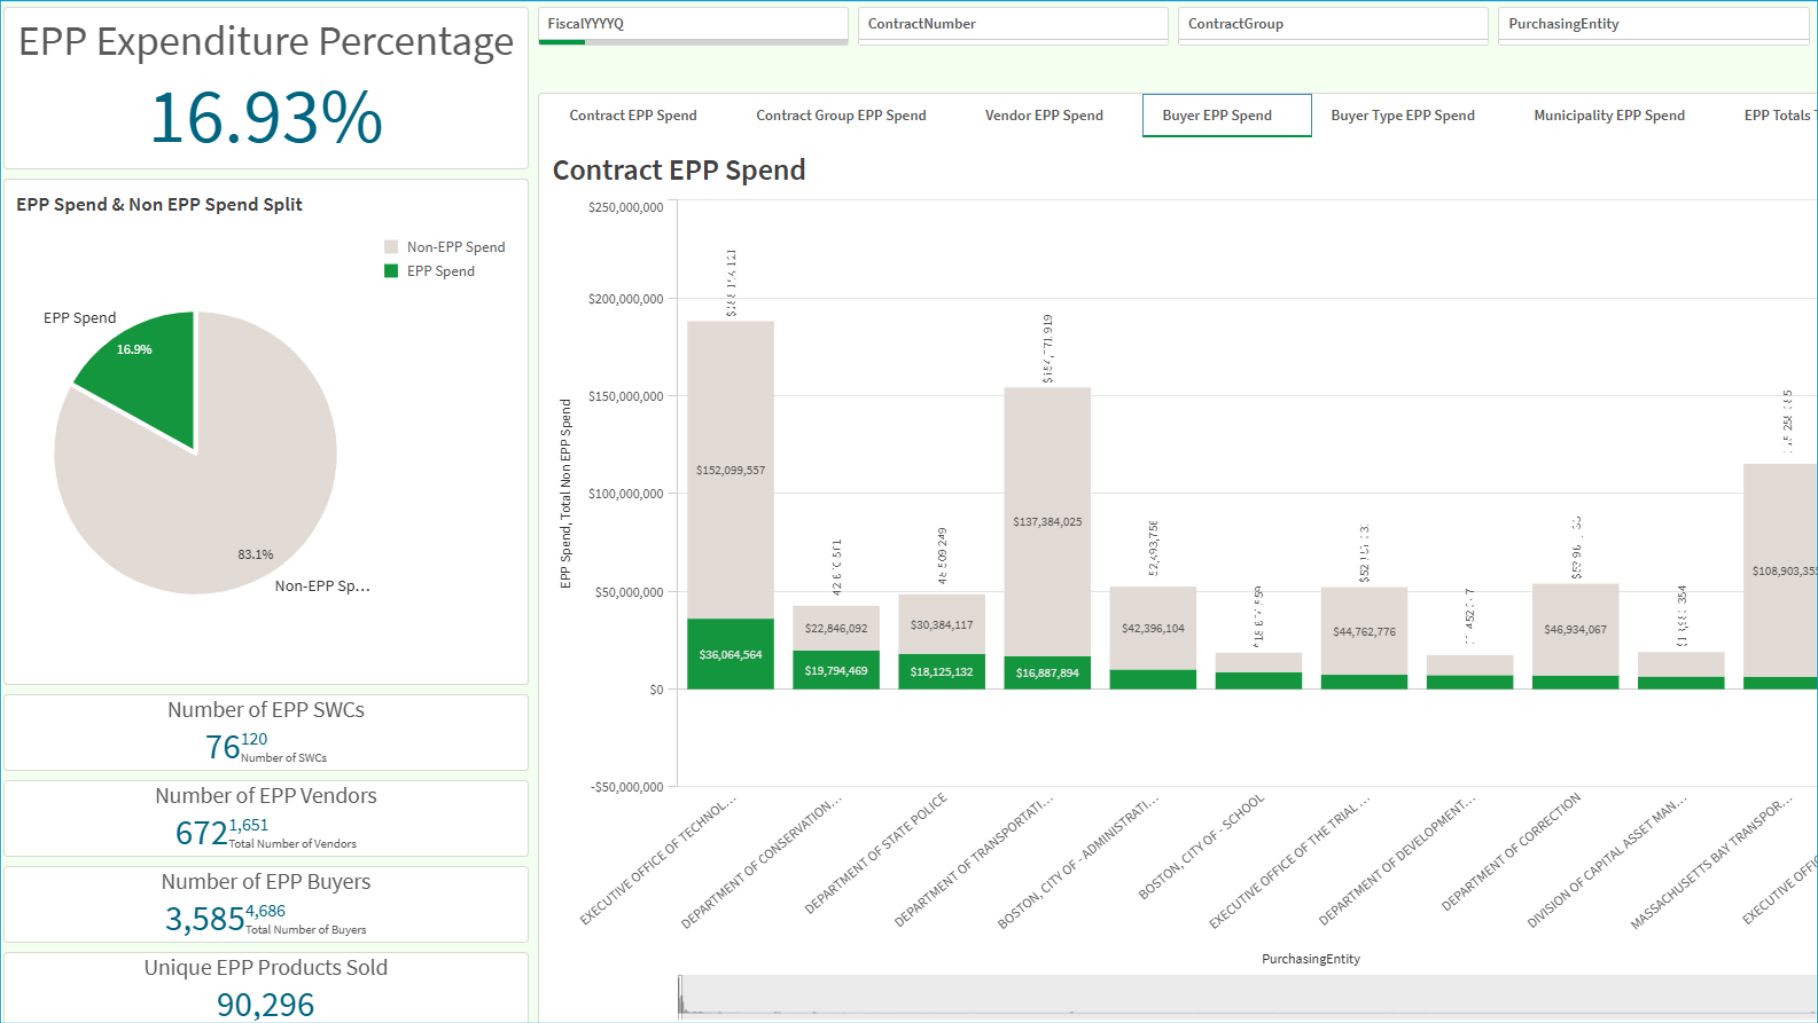 EPP Expenditure Percentage
16.93%
EPP Spend & Non EPP Spend Split
Non-EPP Spend
EPP Spend
EPP Spend
16.9%
83.1%
Non-EPP Sp...
Number of EPP SWCs
76 120
Number of SWCs
Number of EPP Vendors
672 1,651
Total Number of Vendors
Number of EPP Buyers
3,585 4,686
Total Number of Buyers
Unique EPP Products Sold
90,296
FiscalYYYYQ
ContractNumber
ContractGroup
PurchasingEntity
Contract EPP Spend
Contract Group EPP Spend
Vendor EPP Spend
Buyer EPP Spend
Buyer Type EPP Spend
Municipality EPP Spend
EPP Totals
Contract EPP Spend
EPP Spend, Total Non EPP Spend
$250,000,000
$200,000,000
$150,000,000
$100,000,000
$50,000,000
$0
-$50,000,000
$152,099,557
$36,064,564
$22,846,092
$19,794,469
$30,384,117
$18,125,132
$137,384,025
$16,887,894
$42,396,104
$44,762,776
$46,934,067
EXECUTIVE OFFICE OF TECHNOL...
DEPARTMENT OF CONSERVATION...
DEPARTMENT OF STATE POLICE
DEPARTMENT OF TRANSPORTATI...
BOSTON, CITY OF - ADMINISTRATI...
BOSTON, CITY OF - SCHOOL
EXECUTIVE OFFICE OF THE TRIAL ...
DEPARTMENT OF DEVELOPMENT...
DEPARTMENT OF CORRECTION
DIVISION OF CAPITAL ASSET MAN...
MASSACHUSETTS BAY TRANSPOR...
EXECUTIVE
PurchasingEntity